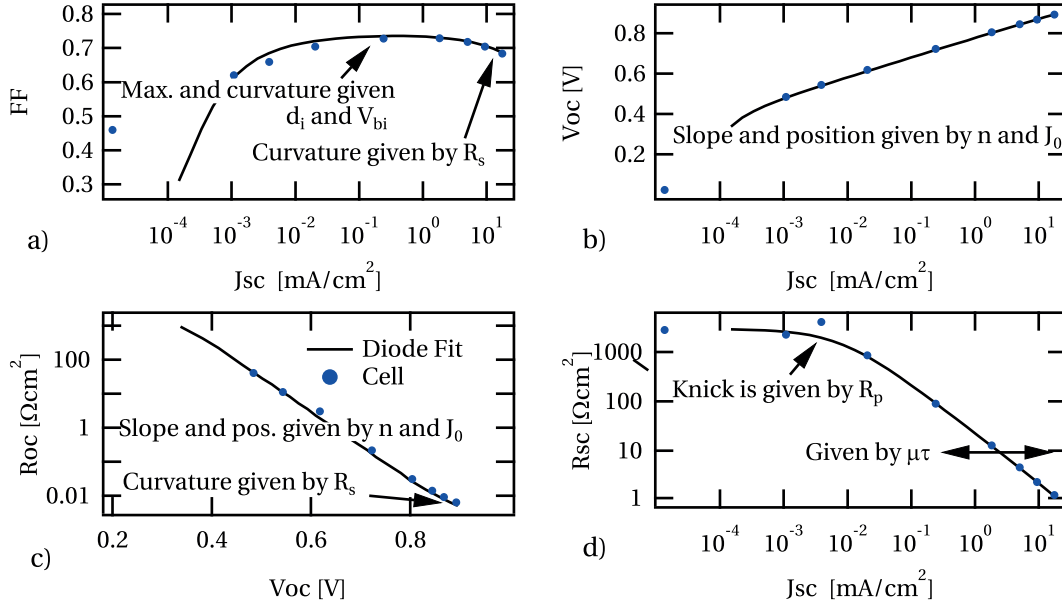 FF
0.8
0.7
0.6
0.5
0.4
0.3
Max. and curvature given
d_i and V_bi
Curvature given by R_s
10^-4 10^-3 10^-2 10^-1 10^0 10^1
a)
Jsc [mA/cm^2]
Voc [V]
0.8
0.6
0.4
0.2
Slope and position given by n and J_0
10^-4 10^-3 10^-2 10^-1 10^0 10^1
b)
Jsc [mA/cm^2]
Roc [Ωcm^2]
100
1
0.01
Diode Fit
Cell
Slope and pos. given by n and J_0
Curvature given by R_s
0.2 0.4 0.6 0.8
c)
Voc [V]
Rsc [Ωcm^2]
1000
100
10
1
Knick is given by R_p
Given by μτ
10^-4 10^-3 10^-2 10^-1 10^0 10^1
d)
Jsc [mA/cm^2]